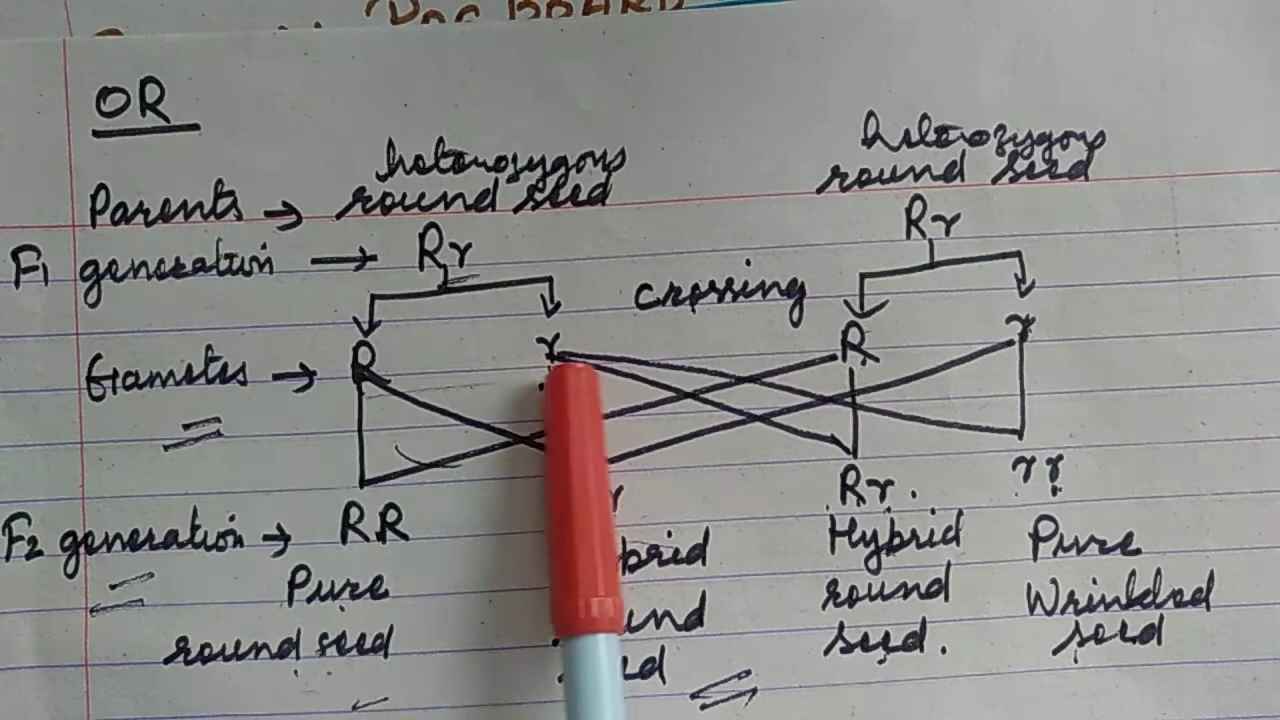 OR
heterozygous
round seed
heterozygous
round seed
Parents →
F1 generation →
Rr
Rr
crossing
Gametes →
R
r
R
r
F2 generation →
RR
Pure
round seed
Rr.
Hybrid
round
seed.
rr
Pure
Wrinkled
seed